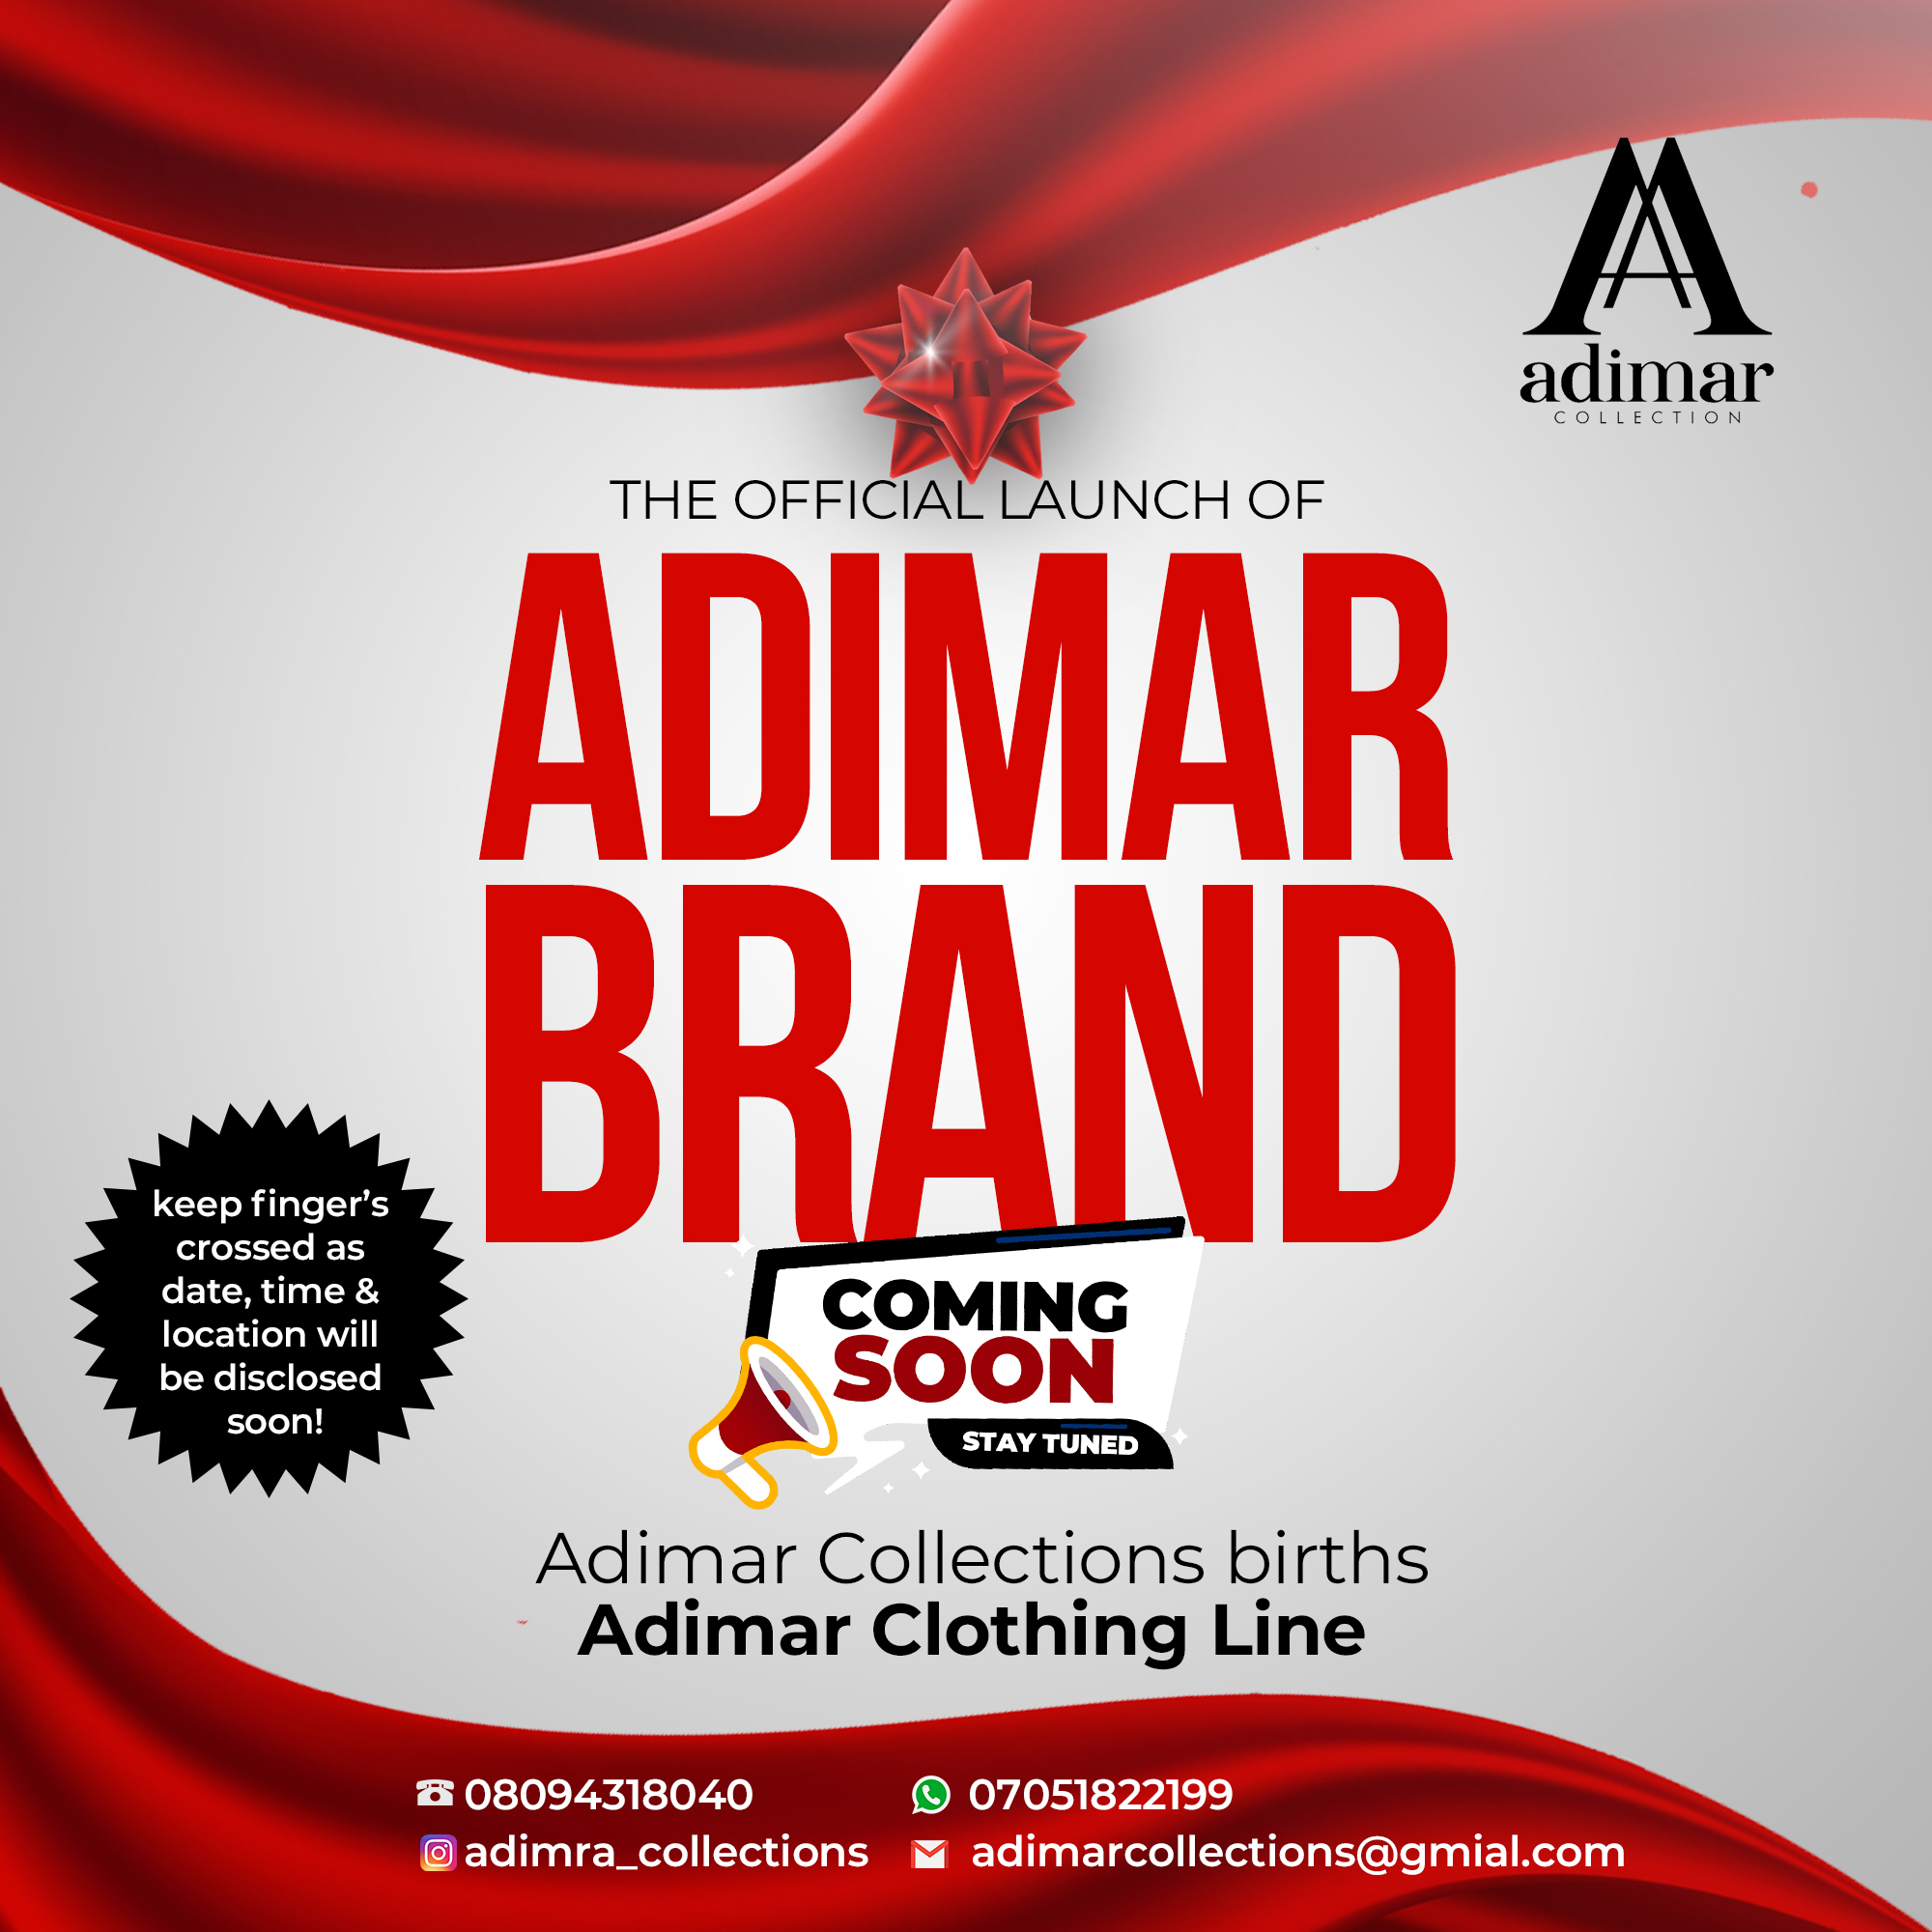 adimar
COLLECTION
THE OFFICIAL LAUNCH OF
ADIMAR
BRAND
keep finger's
crossed as
date, time &
location will
be disclosed
soon!
COMING
SOON
STAY TUNED
Adimar Collections births
Adimar Clothing Line
08094318040
07051822199
adimra_collections
adimarcollections@gmial.com